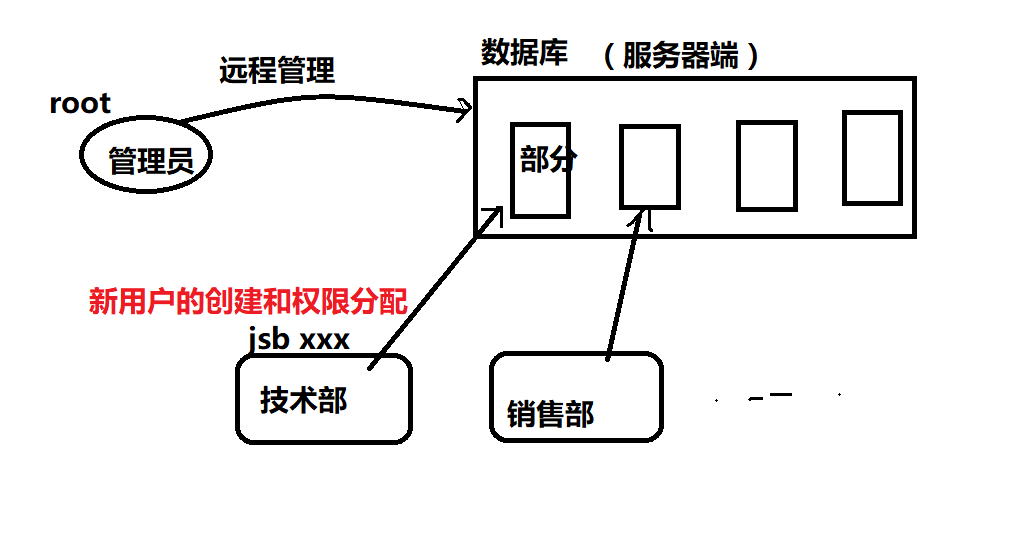 数据库 （服务器端）
远程管理
root
管理员
部分
新用户的创建和权限分配
jsb xxx
技术部
销售部